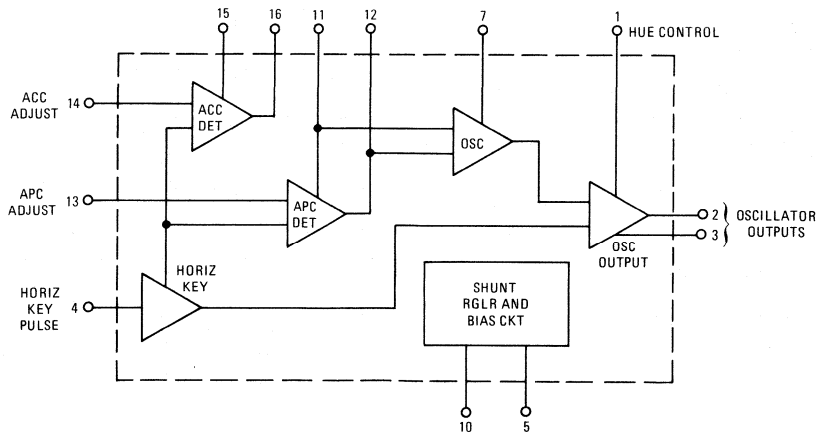 15
16
11
12
7
1
HUE CONTROL
ACC
ADJUST
14
ACC
DET
OSC
APC
ADJUST
13
APC
DET
2
3
OSCILLATOR
OUTPUTS
OSC
OUTPUT
HORIZ
KEY
HORIZ
KEY
PULSE
4
SHUNT
RGLR AND
BIAS CKT
10
5